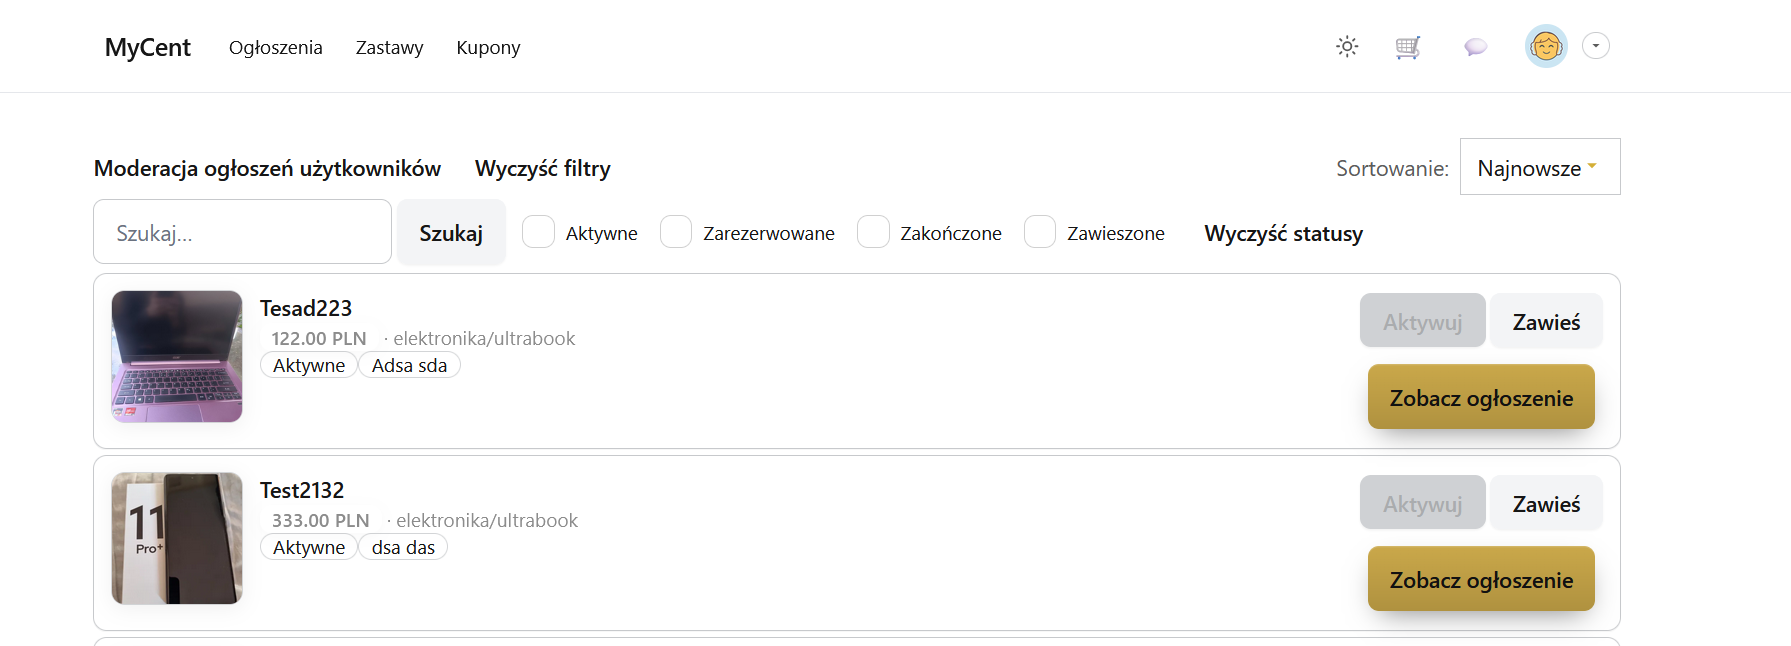 MyCent Ogłoszenia Zastawy Kupony
Moderacja ogłoszeń użytkowników Wyczyść filtry Sortowanie: Najnowsze
Szukaj... Szukaj Aktywne Zarezerwowane Zakończone Zawieszone Wyczyść statusy
Tesad223
122.00 PLN · elektronika/ultrabook
Aktywne Adsa sda
Aktywuj Zawieś
Zobacz ogłoszenie
11
Pro+
Test2132
333.00 PLN · elektronika/ultrabook
Aktywne dsa das
Aktywuj Zawieś
Zobacz ogłoszenie